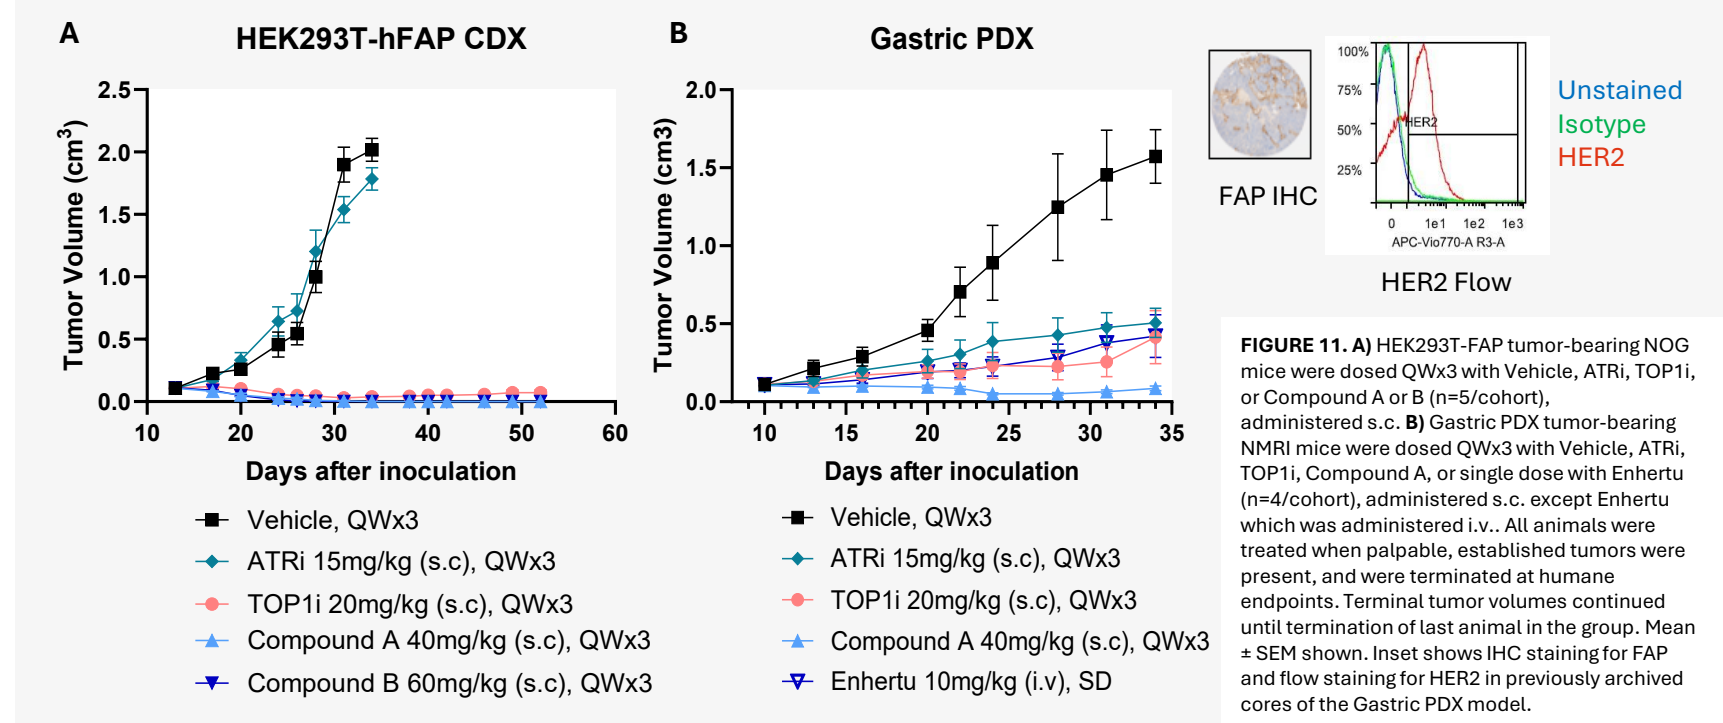 A
HEK293T-hFAP CDX
Tumor Volume (cm3)
2.5
2.0
1.5
1.0
0.5
0.0
10 20 30 40 50 60
Days after inoculation
Vehicle, QWx3
ATRi 15mg/kg (s.c), QWx3
TOP1i 20mg/kg (s.c), QWx3
Compound A 40mg/kg (s.c), QWx3
Compound B 60mg/kg (s.c), QWx3
B
Gastric PDX
Tumor Volume (cm3)
2.0
1.5
1.0
0.5
0.0
10 15 20 25 30 35
Days after inoculation
Vehicle, QWx3
ATRi 15mg/kg (s.c), QWx3
TOP1i 20mg/kg (s.c), QWx3
Compound A 40mg/kg (s.c), QWx3
Enhertu 10mg/kg (i.v), SD
FAP IHC
100%
75%
50%
25%
HER2
0 1e1 1e2 1e3
APC-Vio770-A R3-A
HER2 Flow
Unstained
Isotype
HER2
FIGURE 11. A) HEK293T-FAP tumor-bearing NOG
mice were dosed QWx3 with Vehicle, ATRi, TOP1i,
or Compound A or B (n=5/cohort),
administered s.c. B) Gastric PDX tumor-bearing
NMRI mice were dosed QWx3 with Vehicle, ATRi,
TOP1i, Compound A, or single dose with Enhertu
(n=4/cohort), administered s.c. except Enhertu
which was administered i.v.. All animals were
treated when palpable, established tumors were
present, and were terminated at humane
endpoints. Terminal tumor volumes continued
until termination of last animal in the group. Mean
± SEM shown. Inset shows IHC staining for FAP
and flow staining for HER2 in previously archived
cores of the Gastric PDX model.